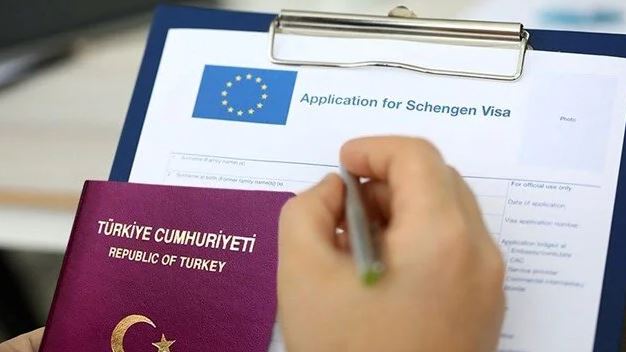 Application for Schengen Visa
Photo
1 Surname (Family name)(s)
2 Surname at birth (Former family name(s))(s)
For official use only
Date of application
Visa application number
Application lodged at
Embassy/consulate
CAC
Service provider
Commercial intermediary
Border
TÜRKİYE CUMHURİYETİ
REPUBLIC OF TURKEY